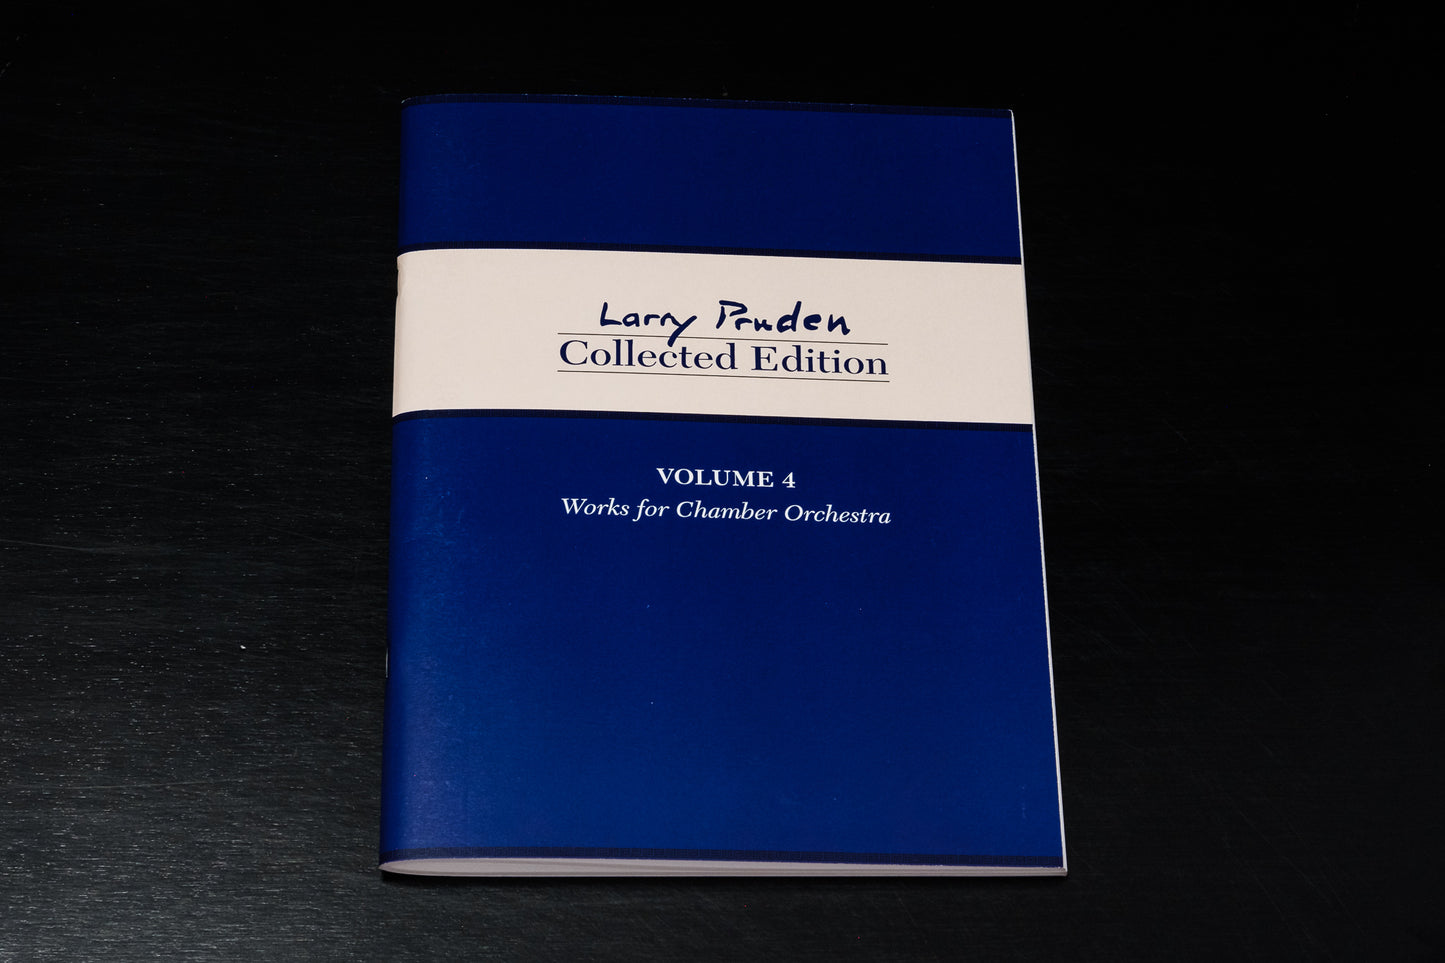 Larry Pruden
Collected Edition
VOLUME 4
Works for Chamber Orchestra